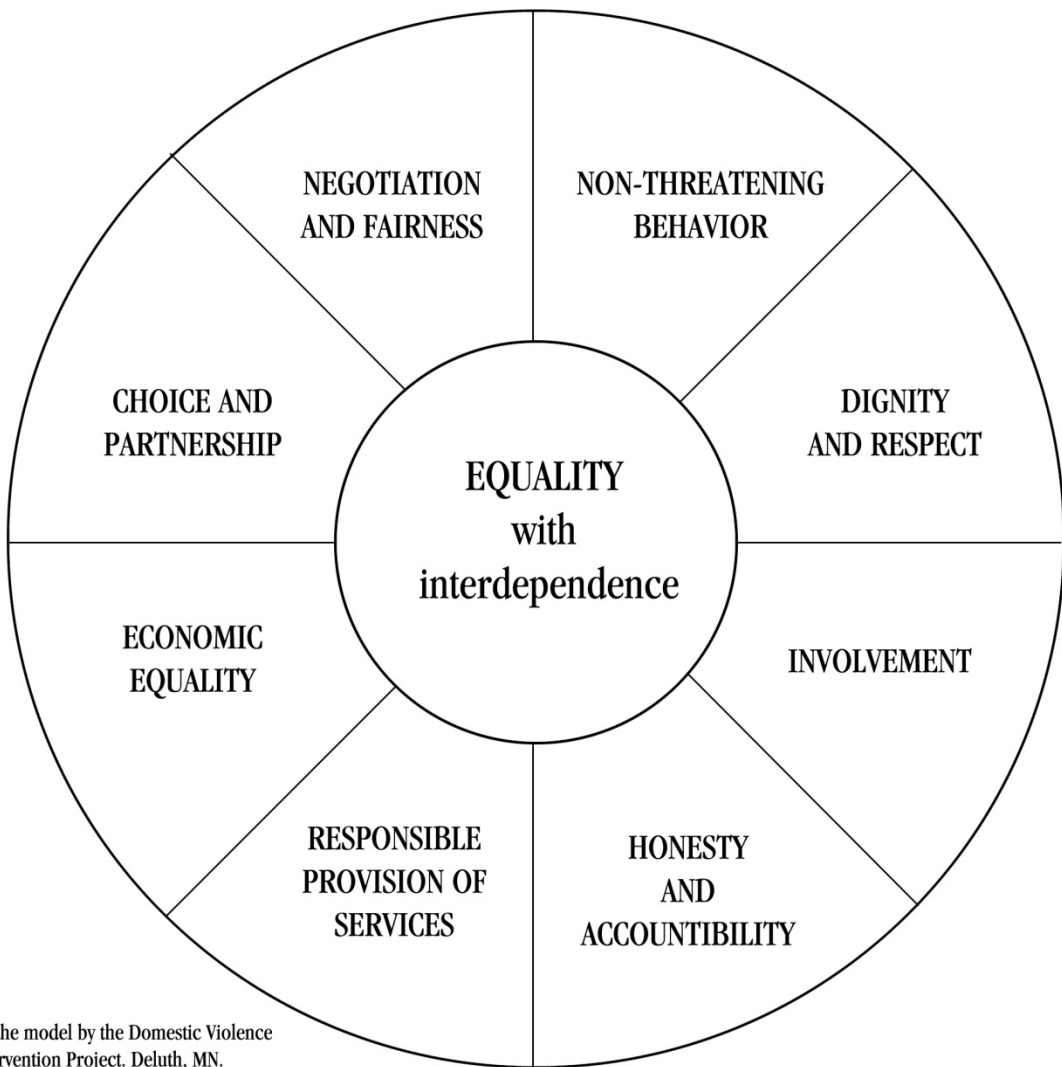 NEGOTIATION
AND FAIRNESS
NON-THREATENING
BEHAVIOR
DIGNITY
AND RESPECT
INVOLVEMENT
HONESTY
AND
ACCOUNTIBILITY
RESPONSIBLE
PROVISION OF
SERVICES
ECONOMIC
EQUALITY
CHOICE AND
PARTNERSHIP
EQUALITY
with
interdependence
he model by the Domestic Violence
rvention Project. Deluth, MN.